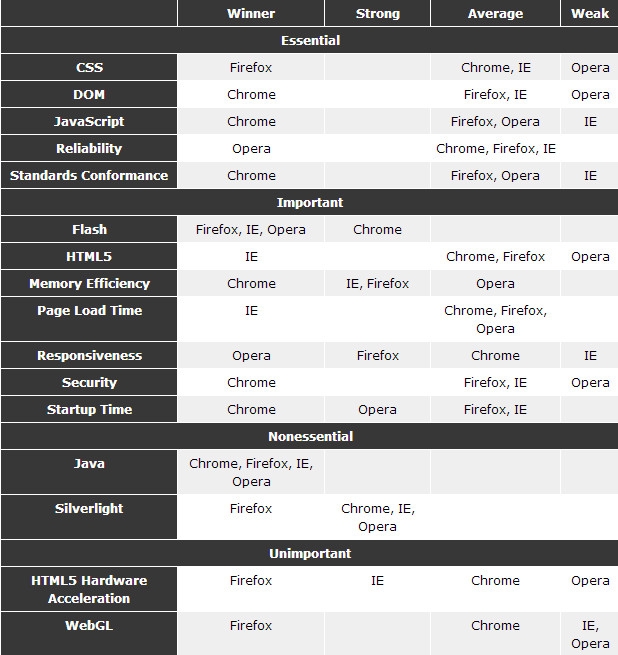 Winner Strong Average Weak
Essential
CSS Firefox Chrome, IE Opera
DOM Chrome Firefox, IE Opera
JavaScript Chrome Firefox, Opera IE
Reliability Opera Chrome, Firefox, IE
Standards Conformance Chrome Firefox, Opera IE
Important
Flash Firefox, IE, Opera Chrome
HTML5 IE Chrome, Firefox Opera
Memory Efficiency Chrome IE, Firefox Opera
Page Load Time IE Chrome, Firefox,
Opera
Responsiveness Opera Firefox Chrome IE
Security Chrome Firefox, IE Opera
Startup Time Chrome Opera Firefox, IE
Nonessential
Java Chrome, Firefox, IE,
Opera
Silverlight Firefox Chrome, IE,
Opera
Unimportant
HTML5 Hardware Firefox IE Chrome Opera
Acceleration
WebGL Firefox Chrome IE,
Opera